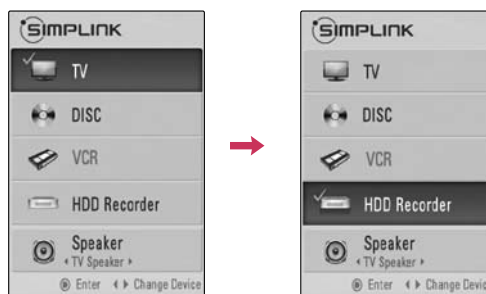 SIMPLINK
TV
DISC
VCR
HDD Recorder
Speaker
TV Speaker
Enter Change Device
SIMPLINK
TV
DISC
VCR
HDD Recorder
Speaker
TV Speaker
Enter Change Devic